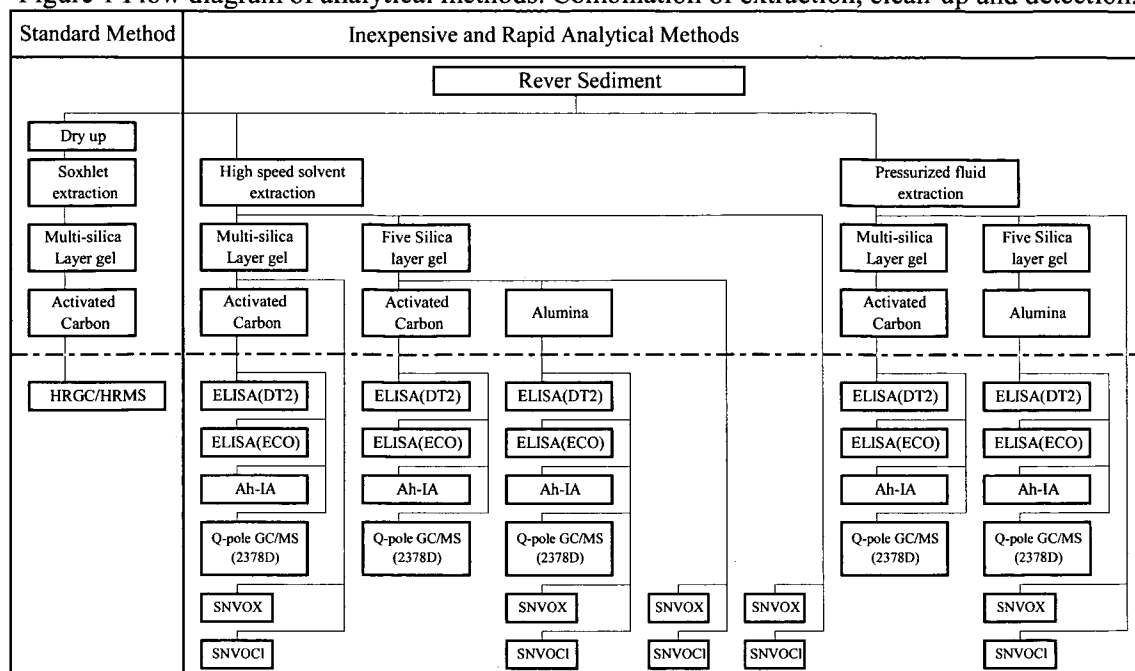 Figure 1 Flow diagram of analytical methods: Combination of extraction, clean-up and detection.
Standard Method
Inexpensive and Rapid Analytical Methods
Rever Sediment
Dry up
Soxhlet
extraction
High speed solvent
extraction
Pressurized fluid
extraction
Multi-silica
Layer gel
Multi-silica
Layer gel
Five Silica
layer gel
Multi-silica
Layer gel
Five Silica
layer gel
Activated
Carbon
Activated
Carbon
Activated
Carbon
Alumina
Activated
Carbon
Alumina
HRGC/HRMS
ELISA(DT2)
ELISA(DT2)
ELISA(DT2)
ELISA(DT2)
ELISA(DT2)
ELISA(ECO)
ELISA(ECO)
ELISA(ECO)
ELISA(ECO)
ELISA(ECO)
Ah-IA
Ah-IA
Ah-IA
Ah-IA
Ah-IA
Q-pole GC/MS
(2378D)
Q-pole GC/MS
(2378D)
Q-pole GC/MS
(2378D)
Q-pole GC/MS
(2378D)
Q-pole GC/MS
(2378D)
SNVOX
SNVOX
SNVOX
SNVOX
SNVOX
SNVOCl
SNVOCl
SNVOCl
SNVOCl
SNVOCl